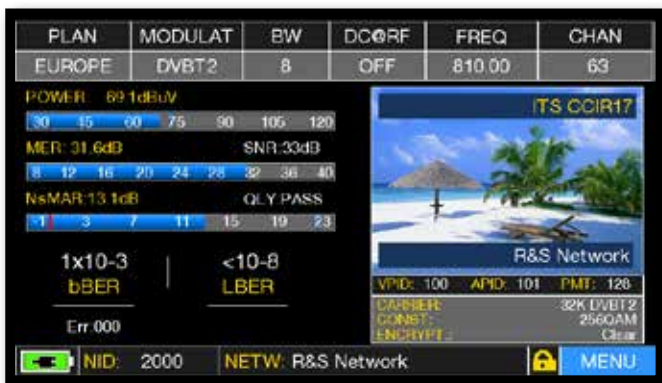 PLAN MODULAT BW DC@RF FREQ CHAN
EUROPE DVBT2 8 OFF 810.00 63
POWER: 69.1dBuV
30 45 60 75 90 105 120
MER: 31.6dB SNR:33dB
8 12 16 20 24 28 32 36 40
NsMAR:13.1dB QLY:PASS
-1 3 7 11 15 19 23
1x10-3 <10-8
bBER LBER
Err:000
ITS CCIR17
R&S Network
VPID: 100 APID: 101 PMT: 128
CARRIER: 32K DVBT2
CONST: 256QAM
ENCRYPT.: Clear
NID: 2000 NETW: R&S Network MENU